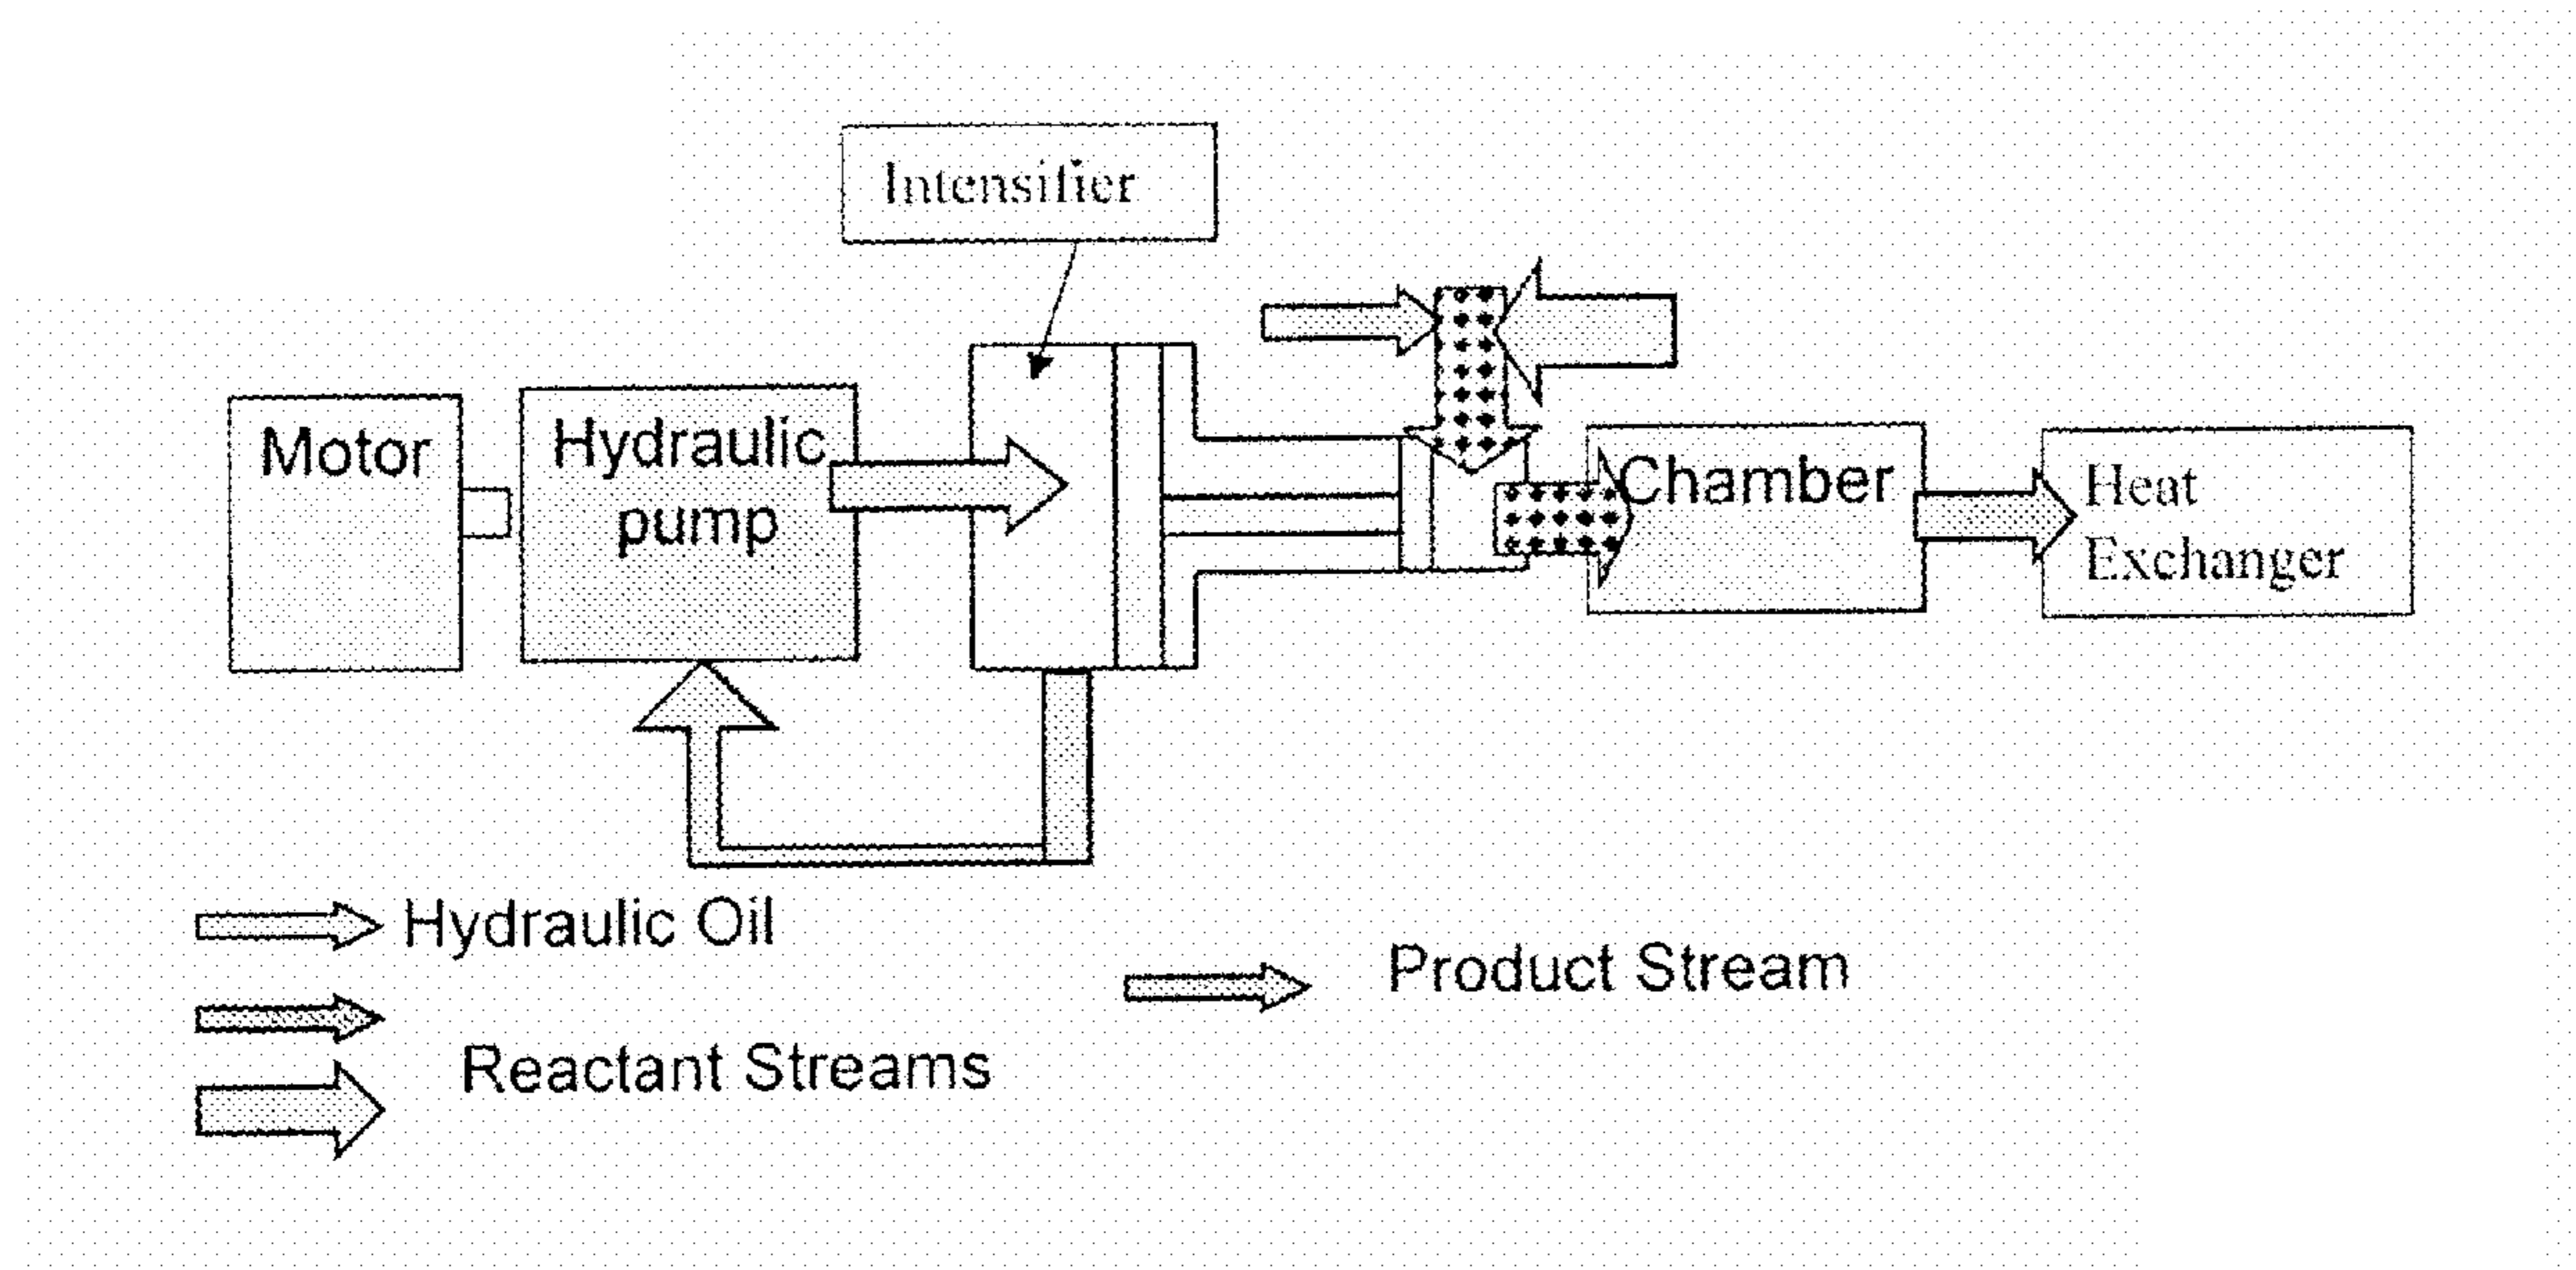 Intensifier
Motor
Hydraulic
pump
Chamber
Heat
Exchanger
Hydraulic Oil
Product Stream
Reactant Streams